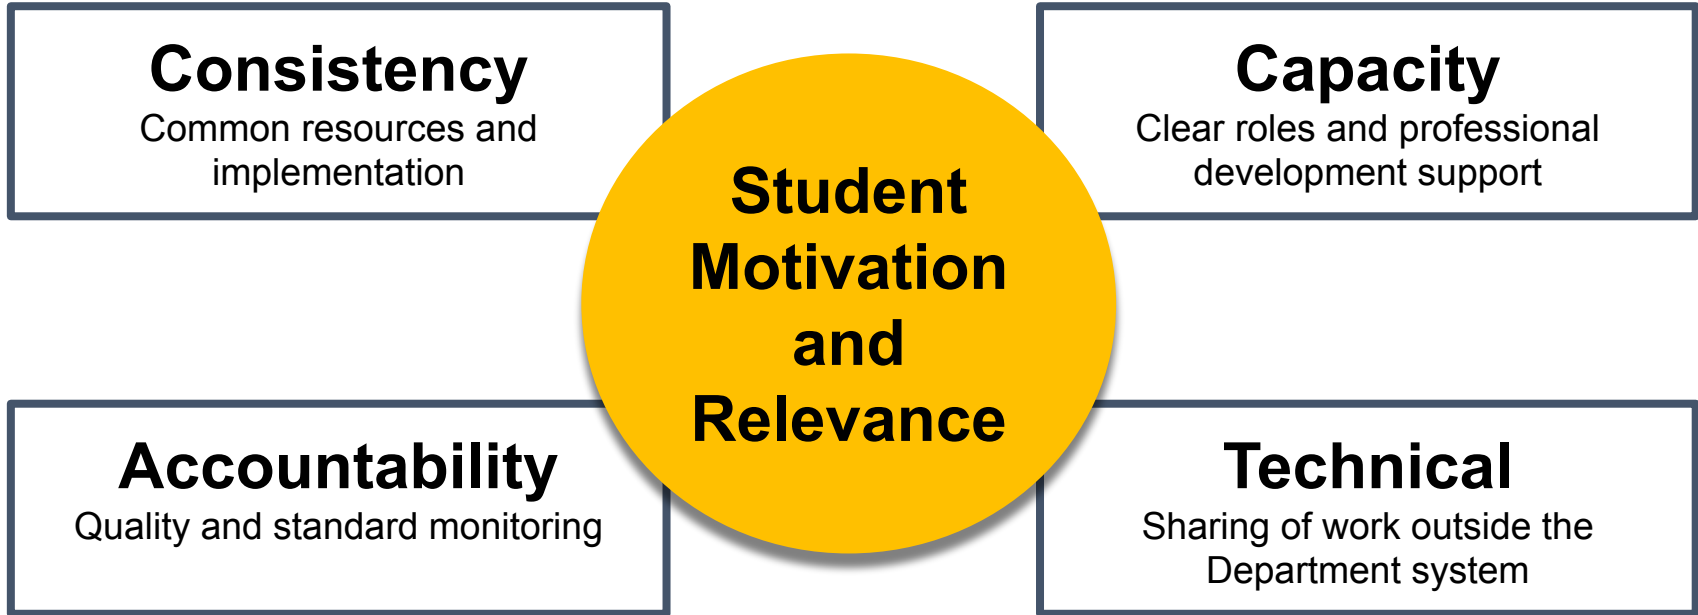 Consistency
Common resources and
implementation
Capacity
Clear roles and professional
development support
Student
Motivation
and
Relevance
Accountability
Quality and standard monitoring
Technical
Sharing of work outside the
Department system